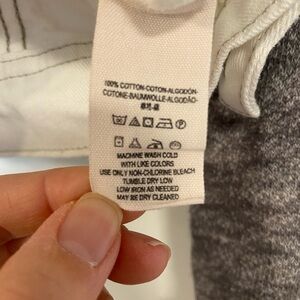 100% COTTON-COTON-ALGODÓN-
COTONE-BAUMWOLLE-ALGODÃO-
MACHINE WASH COLD
WITH LIKE COLORS
USE ONLY NON-CHLORINE BLEACH
TUMBLE DRY LOW
LOW IRON AS NEEDED
MAY BE DRY CLEANED